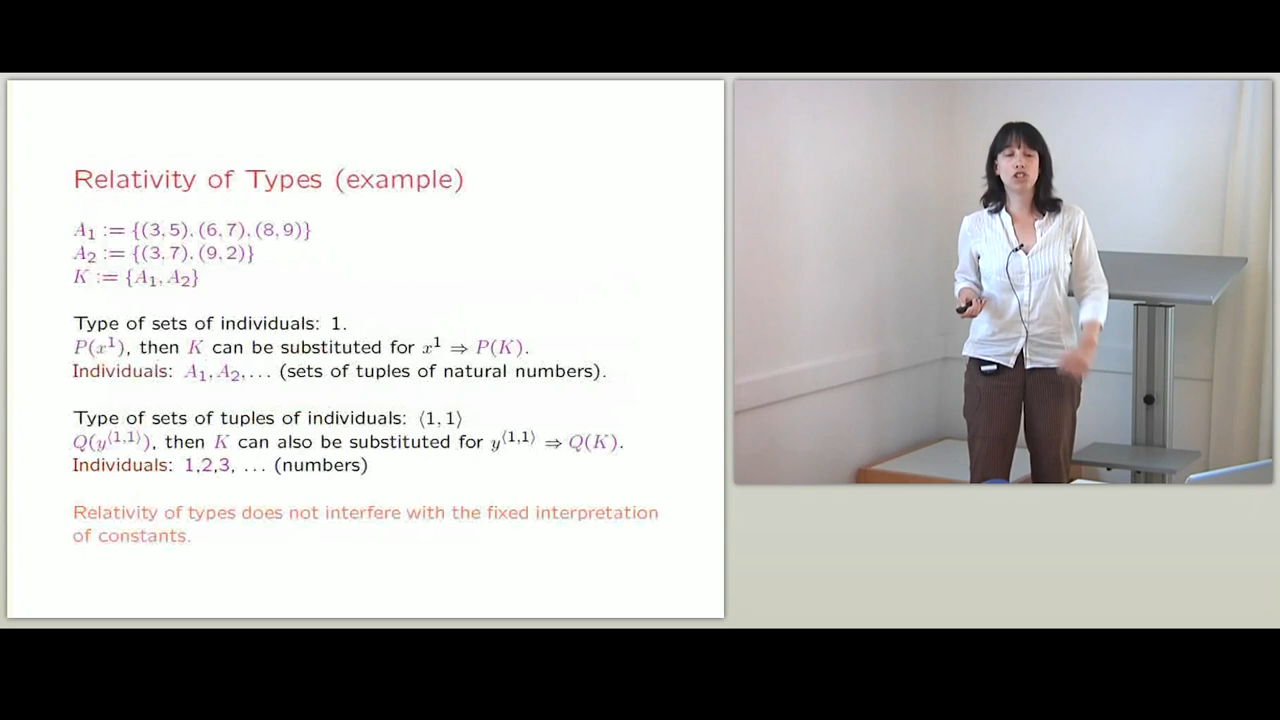 Relativity of Types (example)
A₁ := {(3, 5), (6, 7), (8, 9)}
A₂ := {(3, 7), (9, 2)}
K := {A₁, A₂}
Type of sets of individuals: 1.
P(x¹), then K can be substituted for x¹ ⇒ P(K).
Individuals: A₁, A₂, … (sets of tuples of natural numbers).
Type of sets of tuples of individuals: ⟨1, 1⟩
Q(y⟨¹,¹⟩), then K can also be substituted for y⟨¹,¹⟩ ⇒ Q(K).
Individuals: 1,2,3, … (numbers)
Relativity of types does not interfere with the fixed interpretation
of constants.